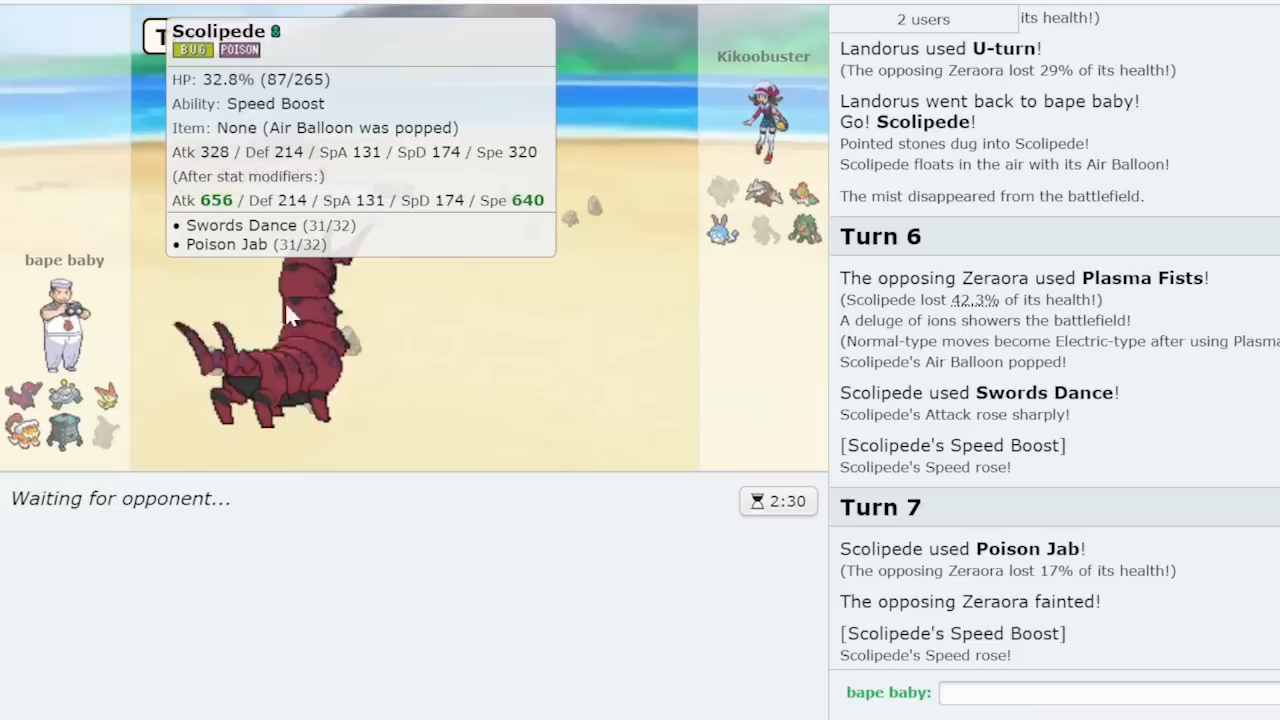 T
Scolipede
BUG POISON
HP: 32.8% (87/265)
Ability: Speed Boost
Item: None (Air Balloon was popped)
Atk 328 / Def 214 / SpA 131 / SpD 174 / Spe 320
(After stat modifiers:)
Atk 656 / Def 214 / SpA 131 / SpD 174 / Spe 640
• Swords Dance (31/32)
• Poison Jab (31/32)
bape baby
Kikoobuster
Waiting for opponent...
2:30
2 users
its health!)
Landorus used U-turn!
(The opposing Zeraora lost 29% of its health!)
Landorus went back to bape baby!
Go! Scolipede!
Pointed stones dug into Scolipede!
Scolipede floats in the air with its Air Balloon!
The mist disappeared from the battlefield.
Turn 6
The opposing Zeraora used Plasma Fists!
(Scolipede lost 42.3% of its health!)
A deluge of ions showers the battlefield!
(Normal-type moves become Electric-type after using Plasma
Scolipede's Air Balloon popped!
Scolipede used Swords Dance!
Scolipede's Attack rose sharply!
[Scolipede's Speed Boost]
Scolipede's Speed rose!
Turn 7
Scolipede used Poison Jab!
(The opposing Zeraora lost 17% of its health!)
The opposing Zeraora fainted!
[Scolipede's Speed Boost]
Scolipede's Speed rose!
bape baby: